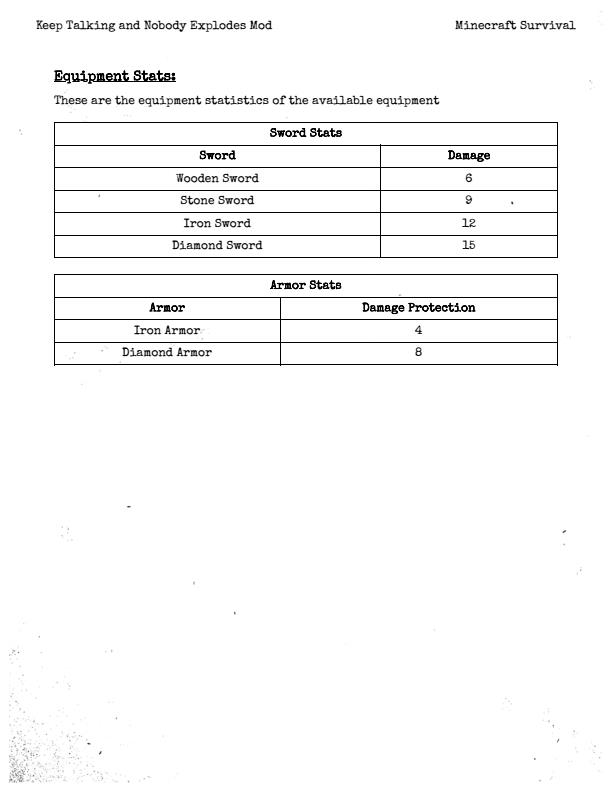 Keep Talking and Nobody Explodes Mod Minecraft Survival
Equipment Stats:
These are the equipment statistics of the available equipment
Sword Stats
Sword Damage
Wooden Sword 6
Stone Sword 9
Iron Sword 12
Diamond Sword 15
Armor Stats
Armor Damage Protection
Iron Armor 4
Diamond Armor 8